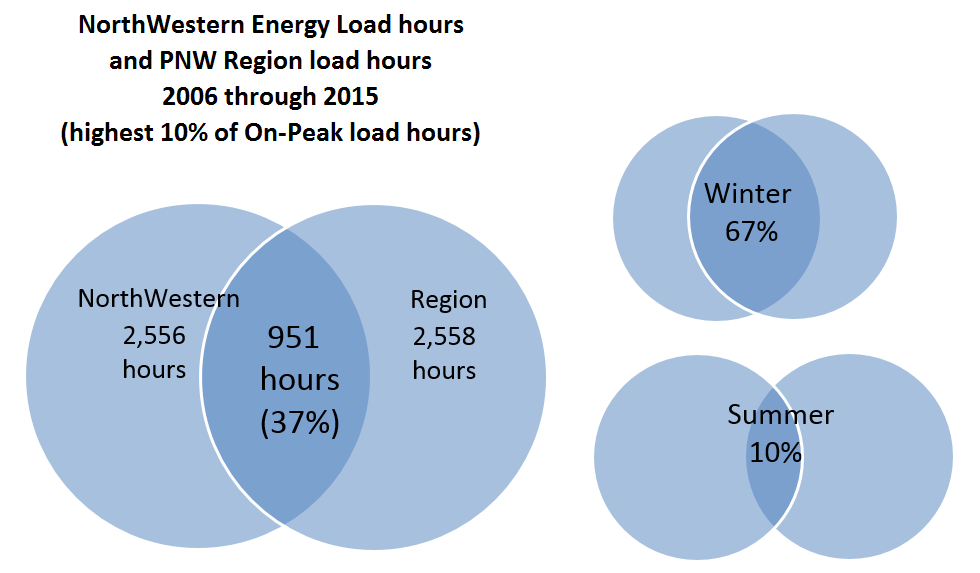 NorthWestern Energy Load hours
and PNW Region load hours
2006 through 2015
(highest 10% of On-Peak load hours)
NorthWestern
2,556
hours
951
hours
(37%)
Region
2,558
hours
Winter
67%
Summer
10%